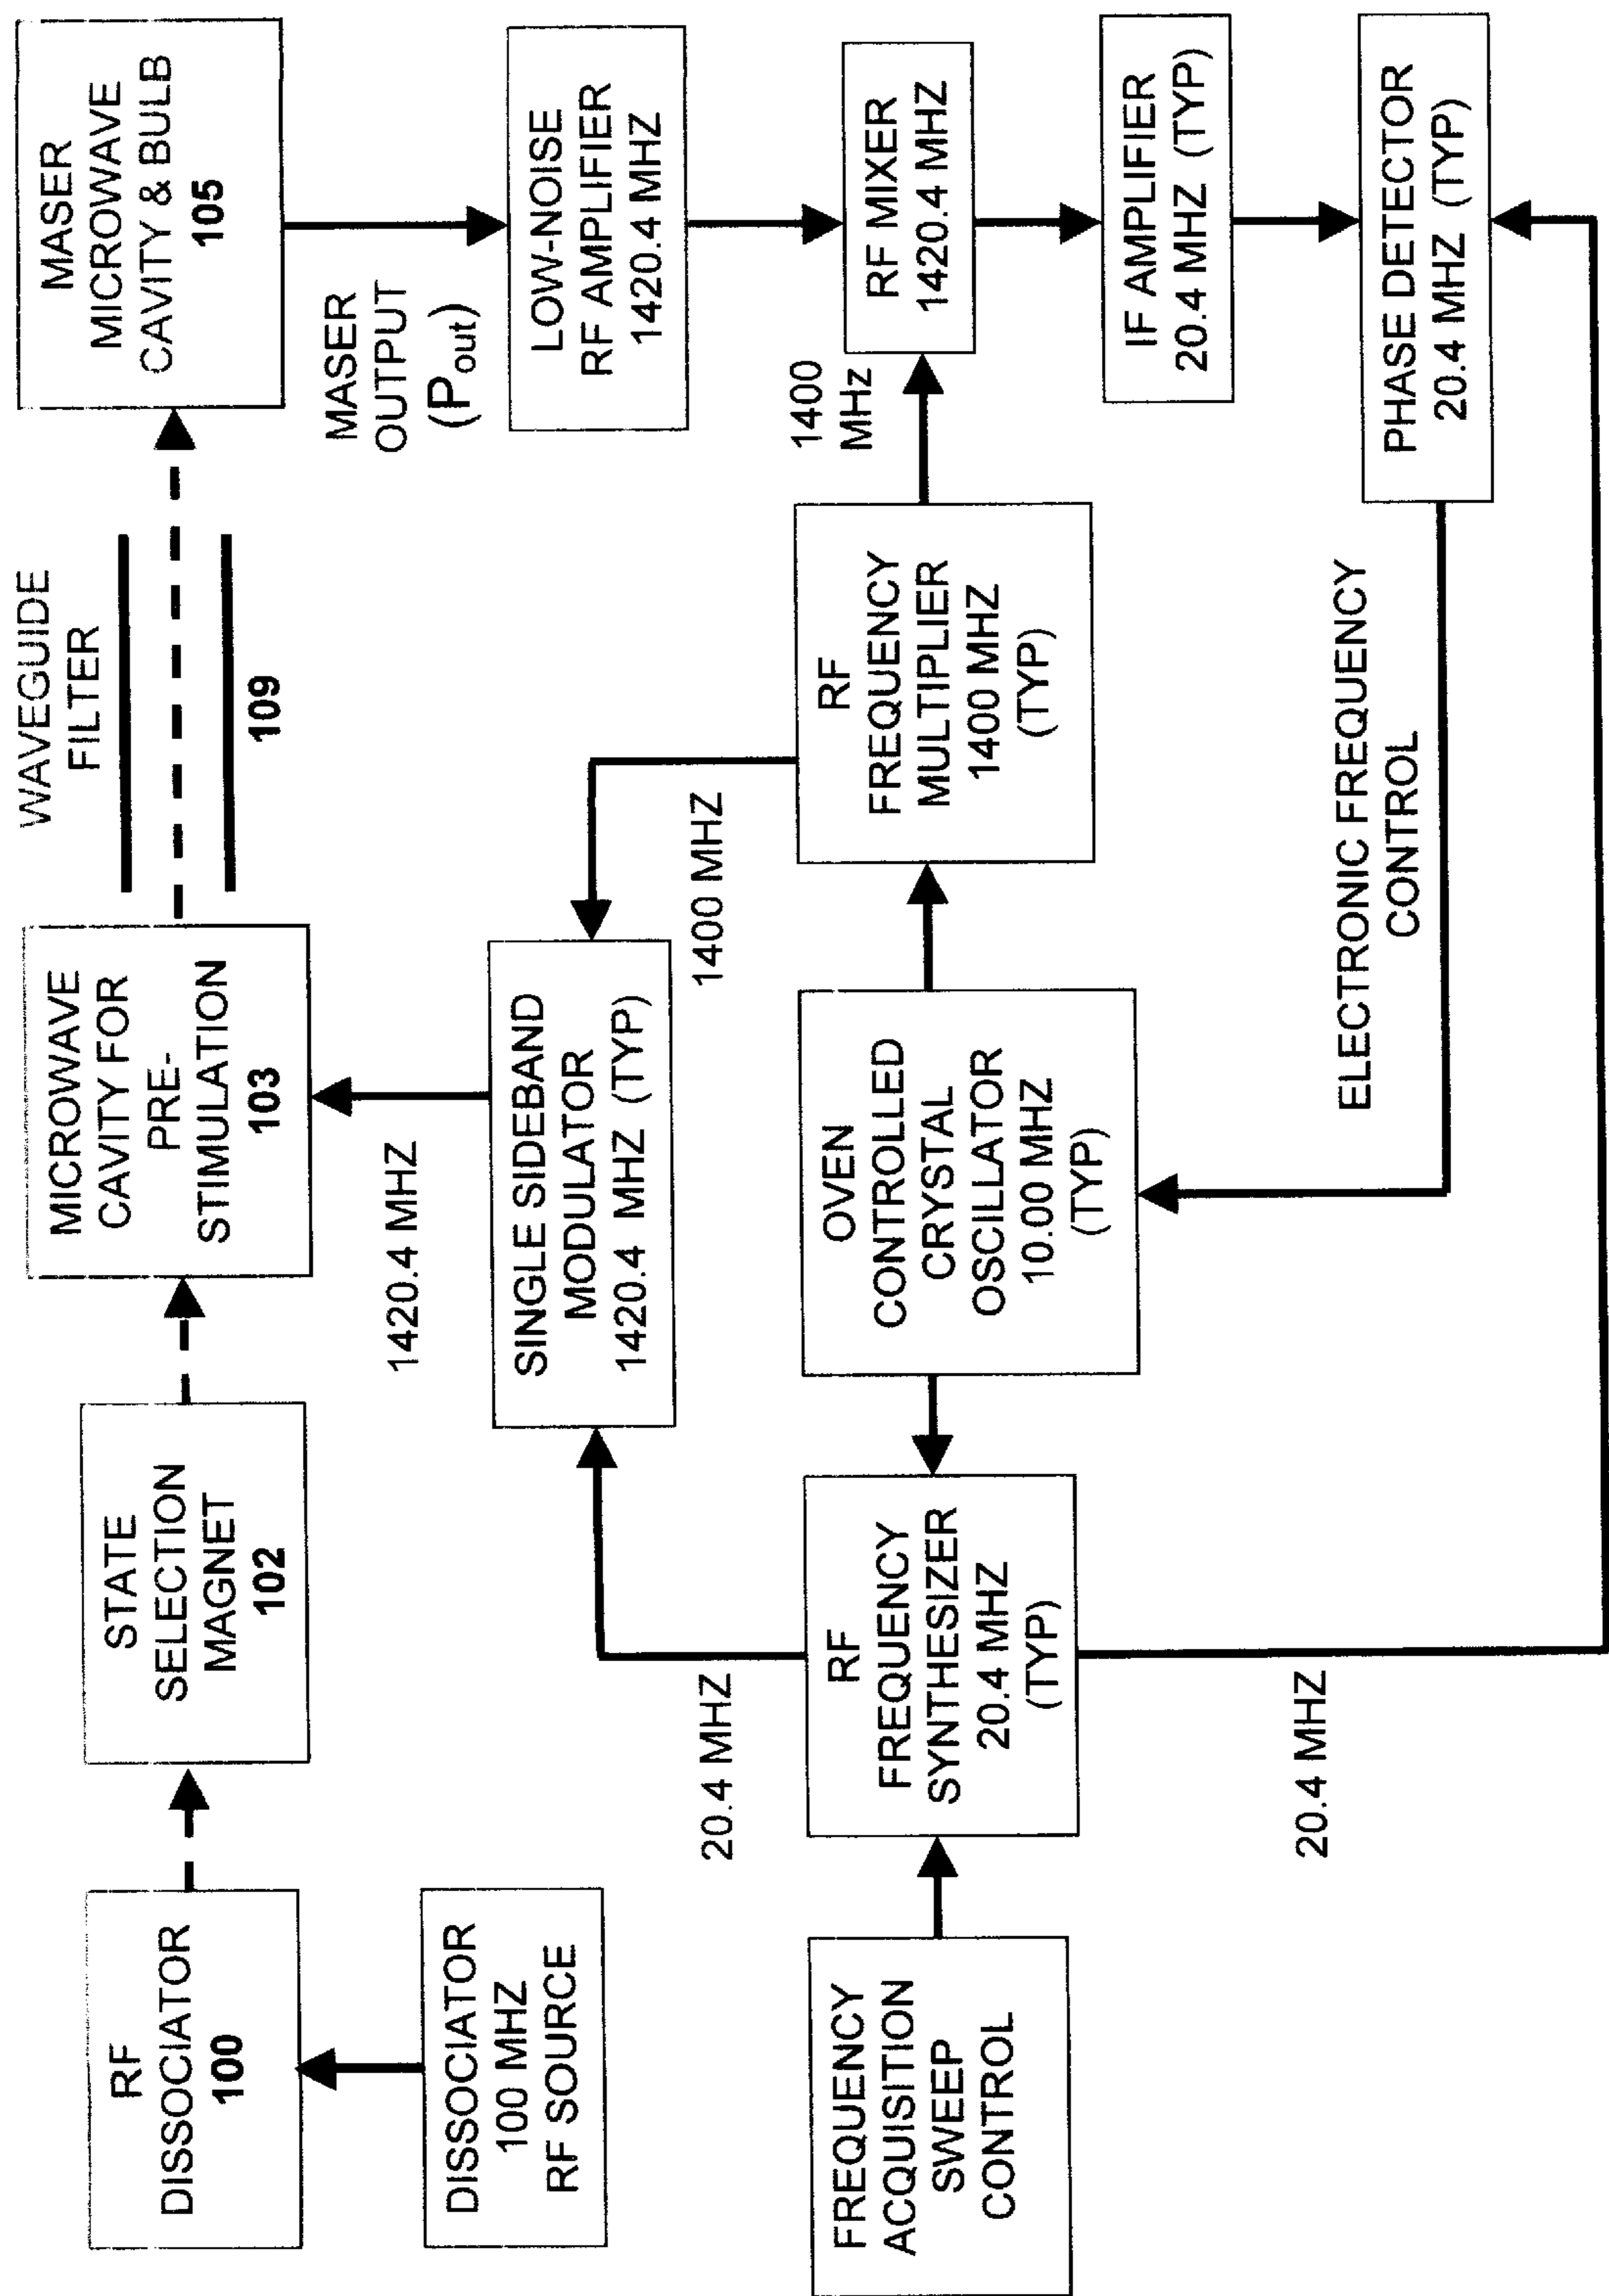 RF
DISSOCIATOR
100
STATE
SELECTION
MAGNET
102
MICROWAVE
CAVITY FOR
PRE-
STIMULATION
103
WAVEGUIDE
FILTER
109
MASER
MICROWAVE
CAVITY & BULB
105
DISSOCIATOR
100 MHZ
RF SOURCE
1420.4 MHZ
MASER
OUTPUT
(Pout)
SINGLE SIDEBAND
MODULATOR
1420.4 MHZ (TYP)
LOW-NOISE
RF AMPLIFIER
1420.4 MHZ
20.4 MHZ
1400 MHZ
1400
MHz
FREQUENCY
ACQUISITION
SWEEP
CONTROL
RF
FREQUENCY
SYNTHESIZER
20.4 MHZ
(TYP)
OVEN
CONTROLLED
CRYSTAL
OSCILLATOR
10.00 MHZ
(TYP)
RF
FREQUENCY
MULTIPLIER
1400 MHZ
(TYP)
RF MIXER
1420.4 MHZ
IF AMPLIFIER
20.4 MHZ (TYP)
20.4 MHZ
ELECTRONIC FREQUENCY
CONTROL
PHASE DETECTOR
20.4 MHZ (TYP)